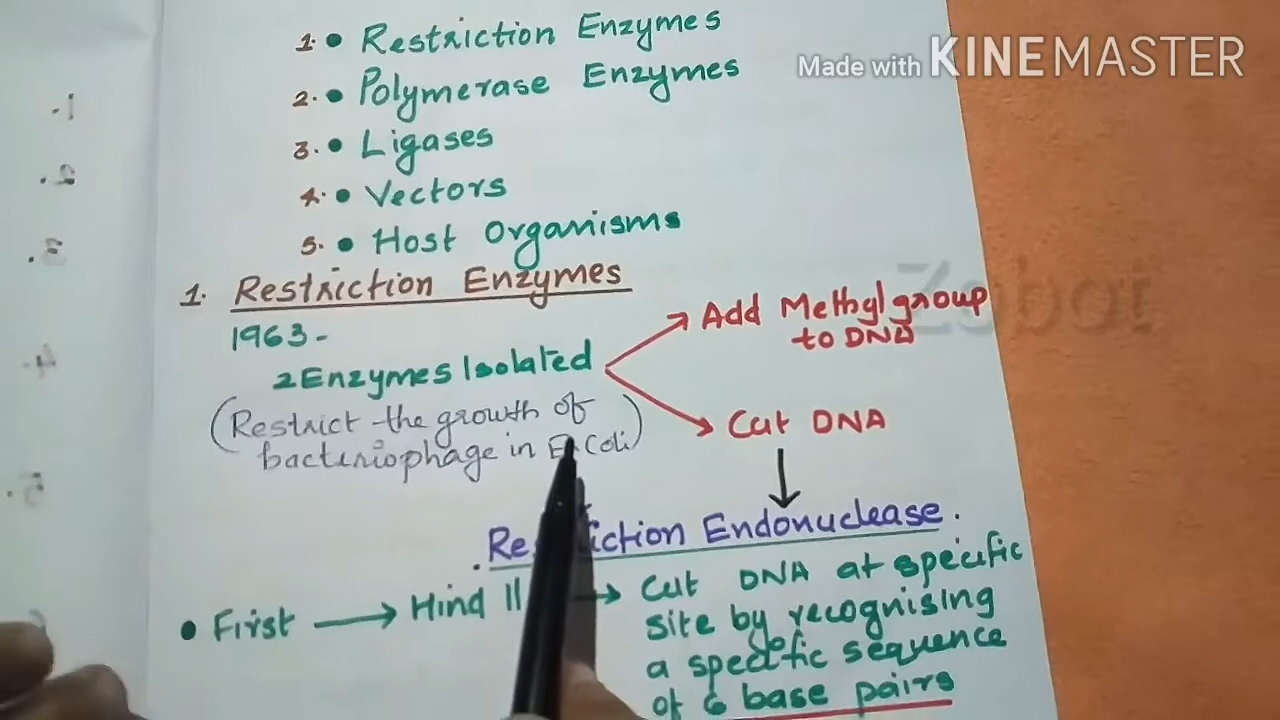 1. • Restriction Enzymes
2. • Polymerase Enzymes
3. • Ligases
4. • Vectors
5. • Host Organisms
1. Restriction Enzymes
1963-
2 Enzymes Isolated
(Restrict the growth of
bacteriophage in E. Coli)
Add Methyl group
to DNA
Cut DNA
Restriction Endonuclease.
• First → Hind II → Cut DNA at specific
site by recognising
a specific sequence
of 6 base pairs
Made with KINEMASTER